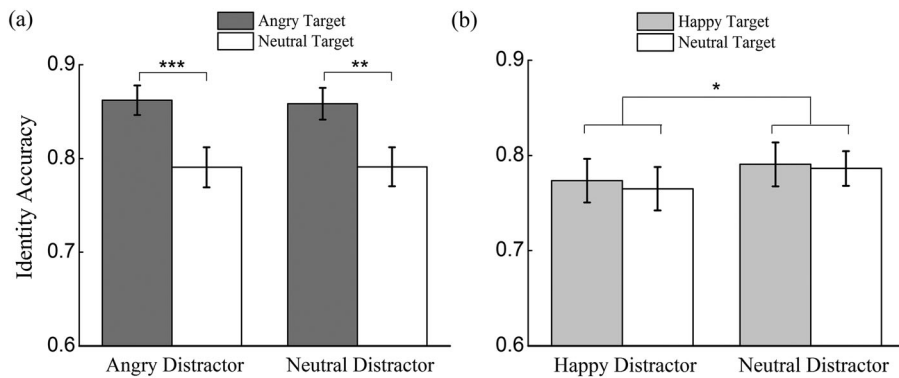 (a)
Angry Target
Neutral Target
0.9
0.8
0.7
0.6
Identity Accuracy
***
**
Angry Distractor
Neutral Distractor
(b)
Happy Target
Neutral Target
0.9
0.8
0.7
0.6
*
Happy Distractor
Neutral Distractor